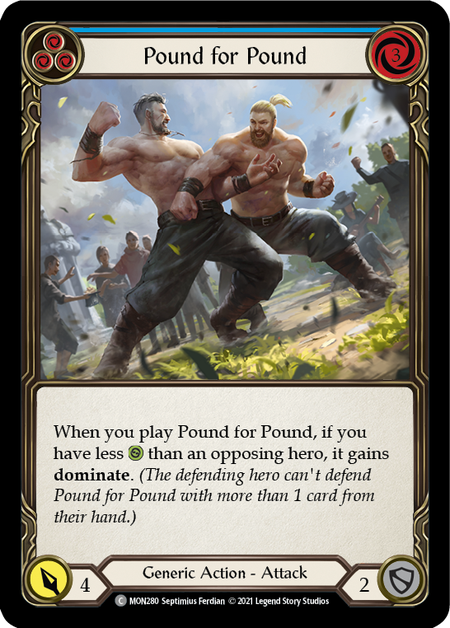 Pound for Pound
3
When you play Pound for Pound, if you
have less than an opposing hero, it gains
dominate. (The defending hero can't defend
Pound for Pound with more than 1 card from
their hand.)
4
Generic Action - Attack
2
C MON280 Septimius Ferdian © 2021 Legend Story Studios